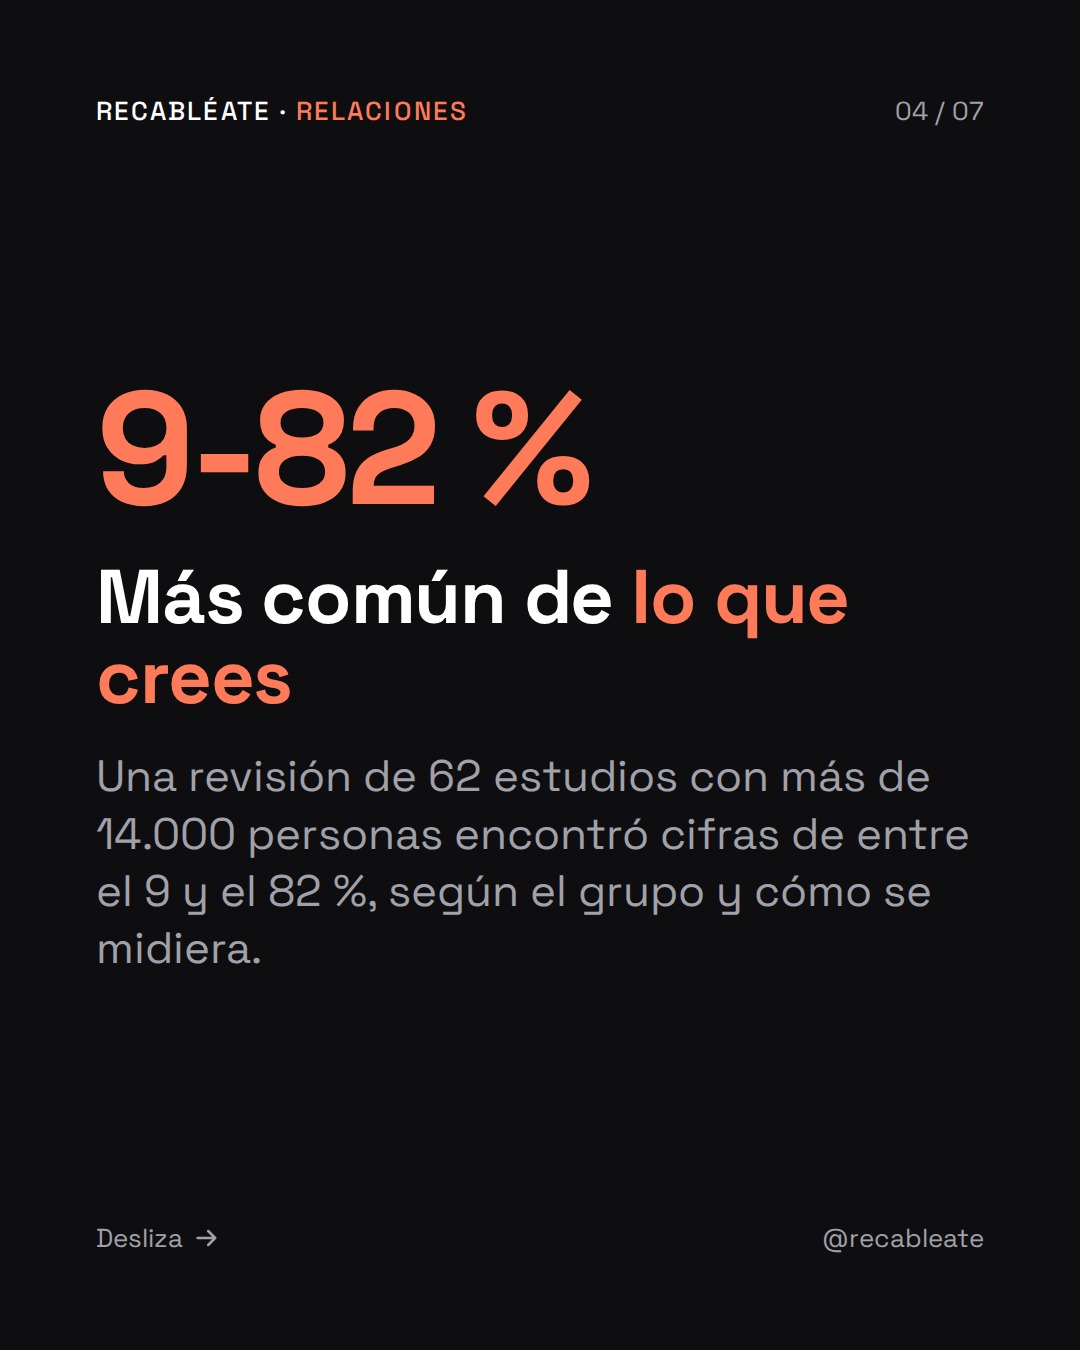 RECABLÉATE · RELACIONES
04 / 07
9-82 %
Más común de lo que
crees
Una revisión de 62 estudios con más de
14.000 personas encontró cifras de entre
el 9 y el 82 %, según el grupo y cómo se
midiera.
Desliza →
@recableate